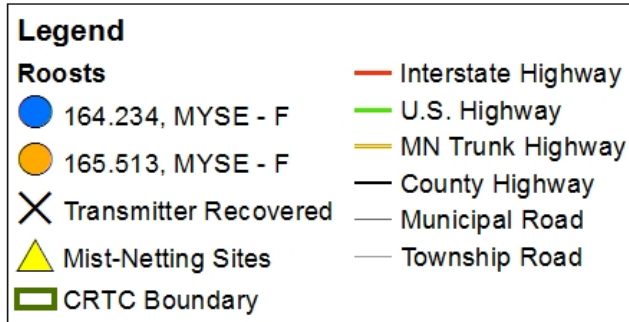 Legend
Roosts
164.234, MYSE - F
165.513, MYSE - F
Transmitter Recovered
Mist-Netting Sites
CRTC Boundary
Interstate Highway
U.S. Highway
MN Trunk Highway
County Highway
Municipal Road
Township Road